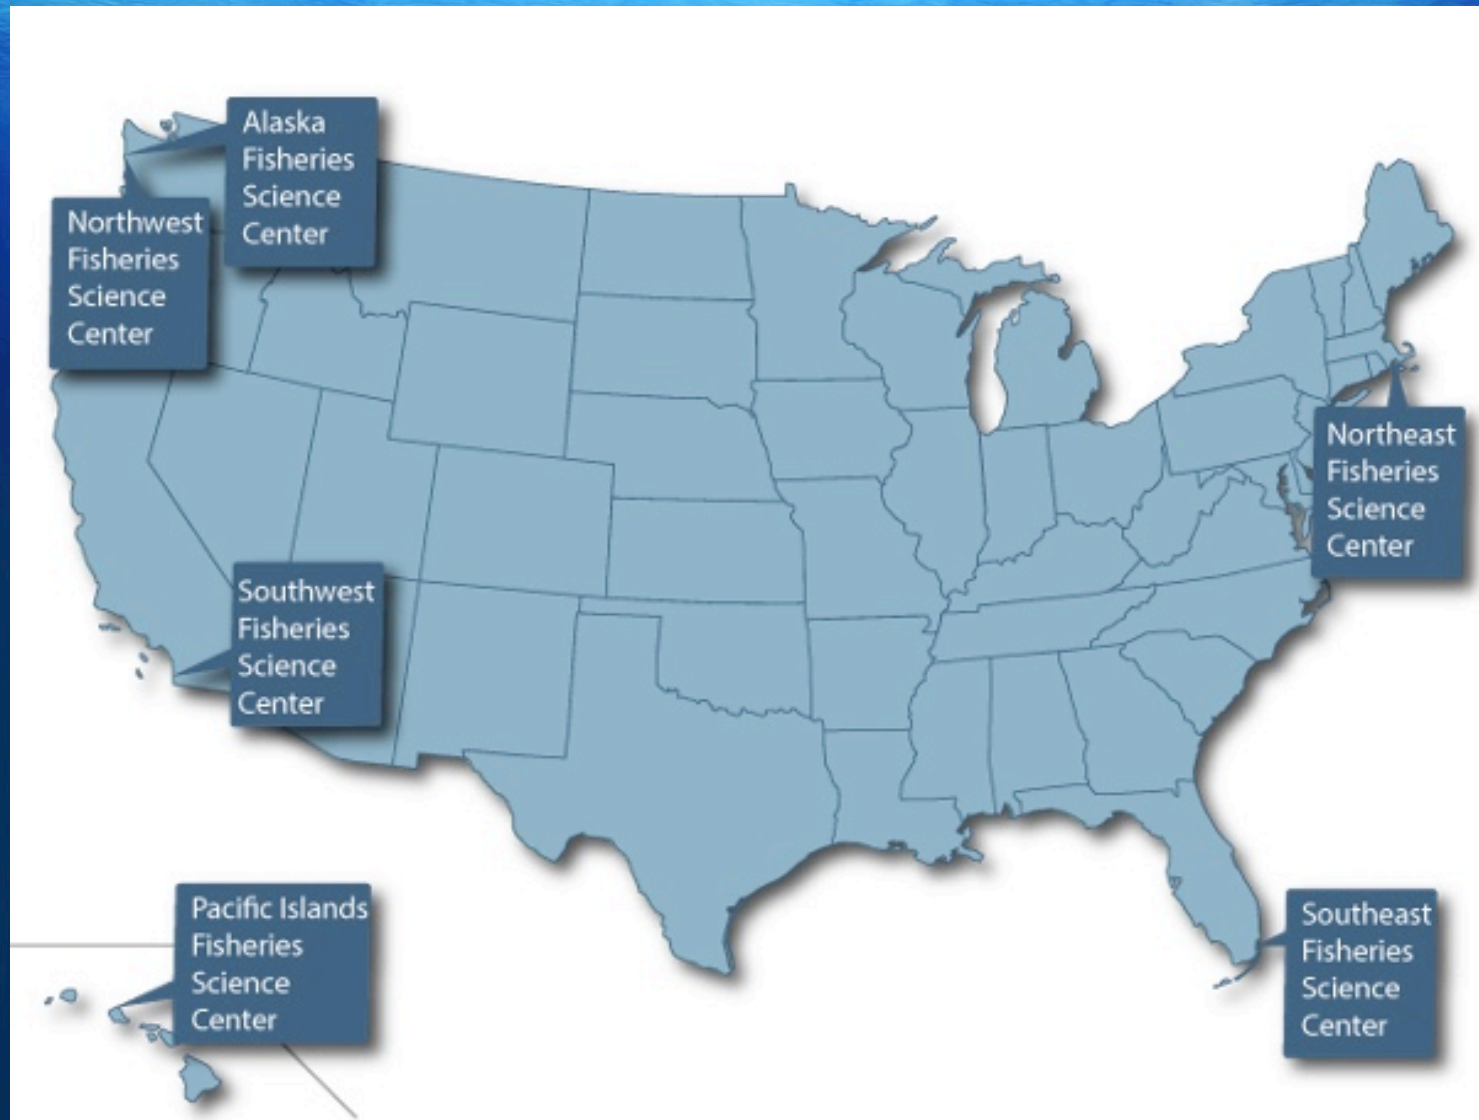 Alaska
Fisheries
Science
Center
Northwest
Fisheries
Science
Center
Northeast
Fisheries
Science
Center
Southwest
Fisheries
Science
Center
Pacific Islands
Fisheries
Science
Center
Southeast
Fisheries
Science
Center